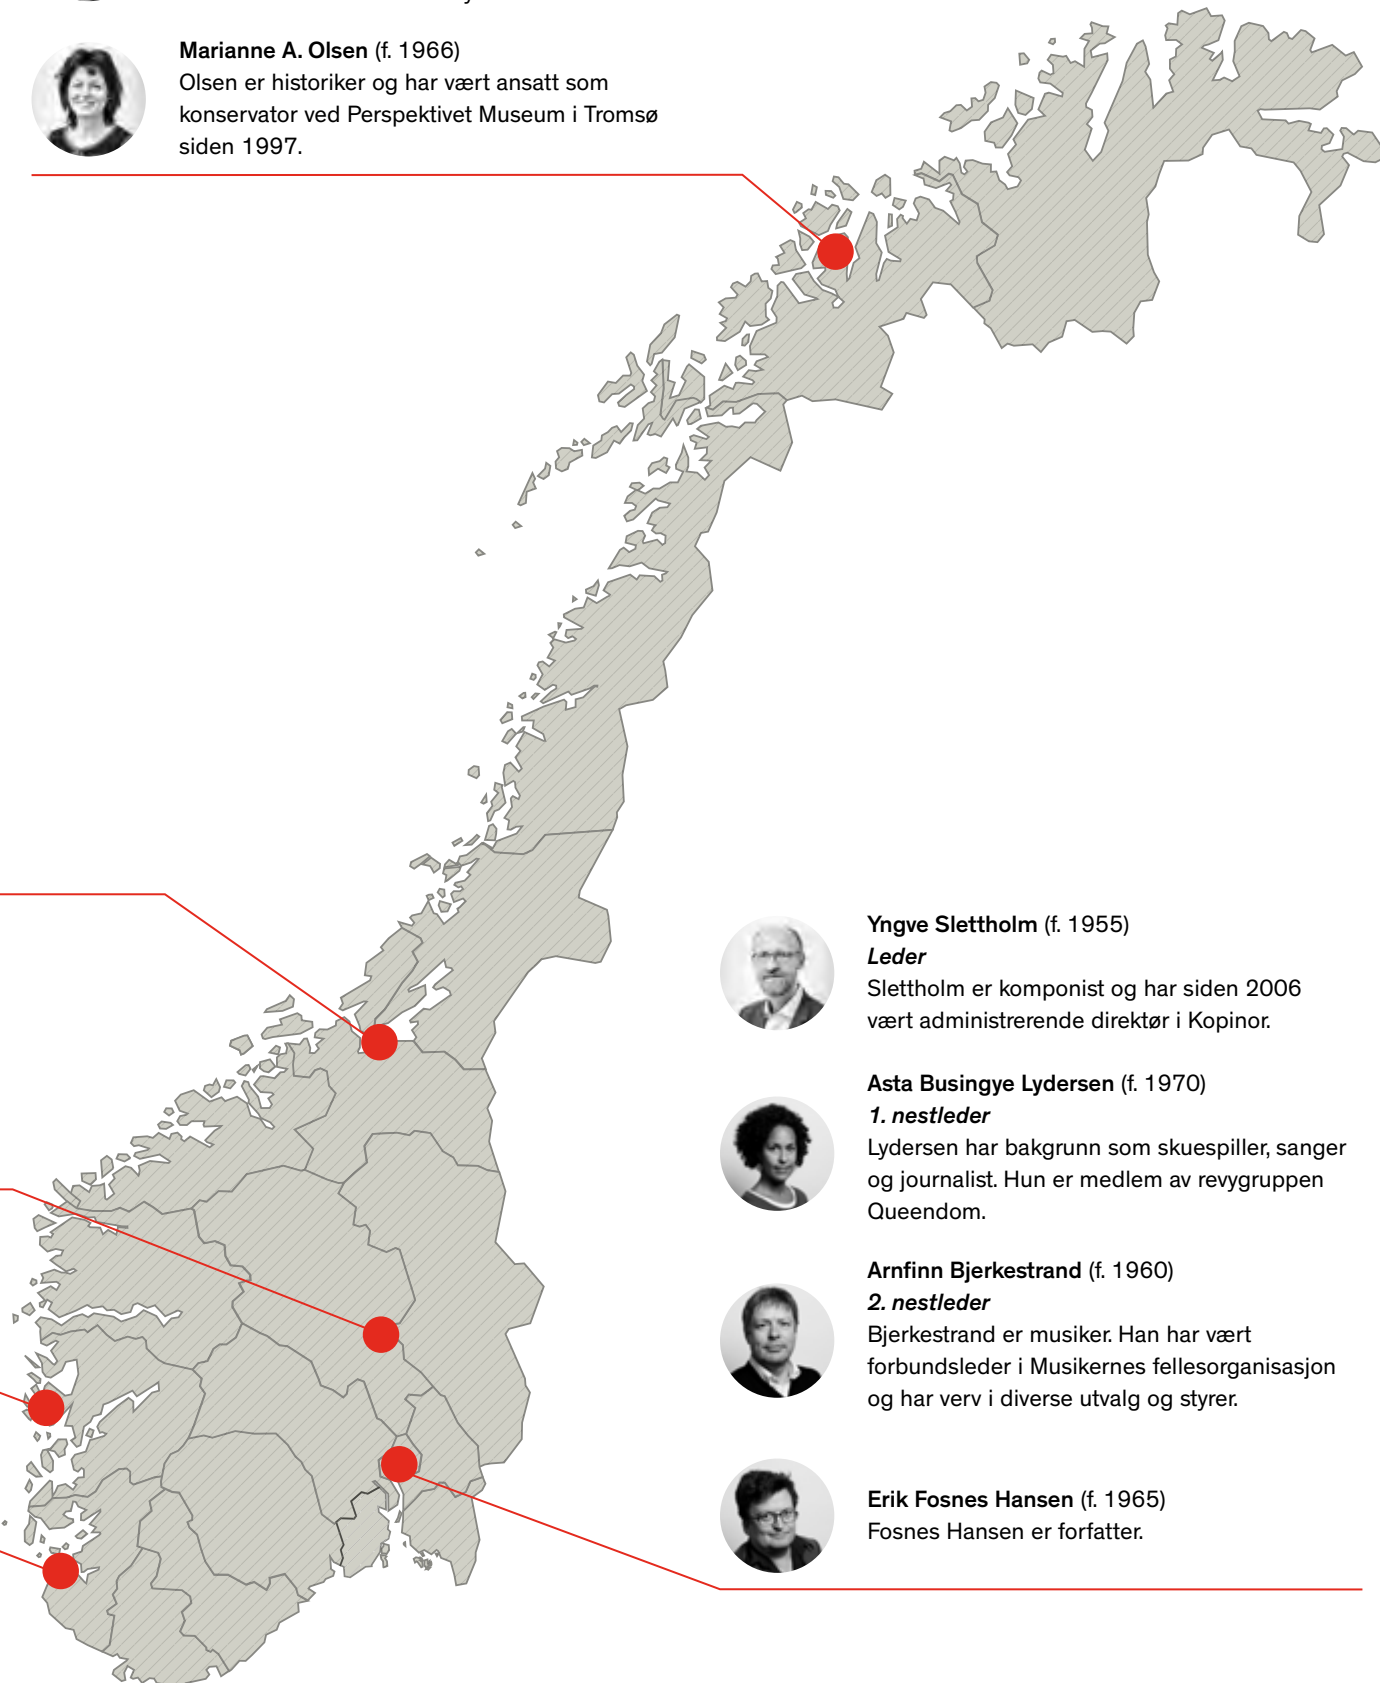 Marianne A. Olsen (f. 1966)
Olsen er historiker og har vært ansatt som
konservator ved Perspektivet Museum i Tromsø
siden 1997.
Yngve Slettholm (f. 1955)
Leder
Slettholm er komponist og har siden 2006
vært administrerende direktør i Kopinor.
Asta Busingye Lydersen (f. 1970)
1. nestleder
Lydersen har bakgrunn som skuespiller, sanger
og journalist. Hun er medlem av revygruppen
Queendom.
Arnfinn Bjerkestrand (f. 1960)
2. nestleder
Bjerkestrand er musiker. Han har vært
forbundsleder i Musikernes fellesorganisasjon
og har verv i diverse utvalg og styrer.
Erik Fosnes Hansen (f. 1965)
Fosnes Hansen er forfatter.